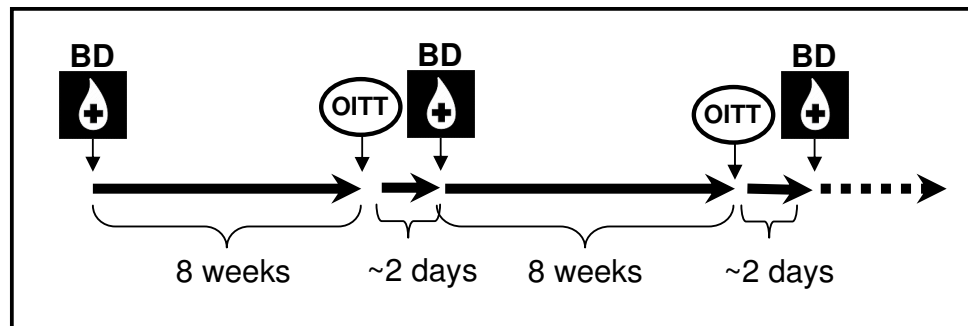 BD
OITT
BD
OITT
BD
8 weeks
~2 days
8 weeks
~2 days